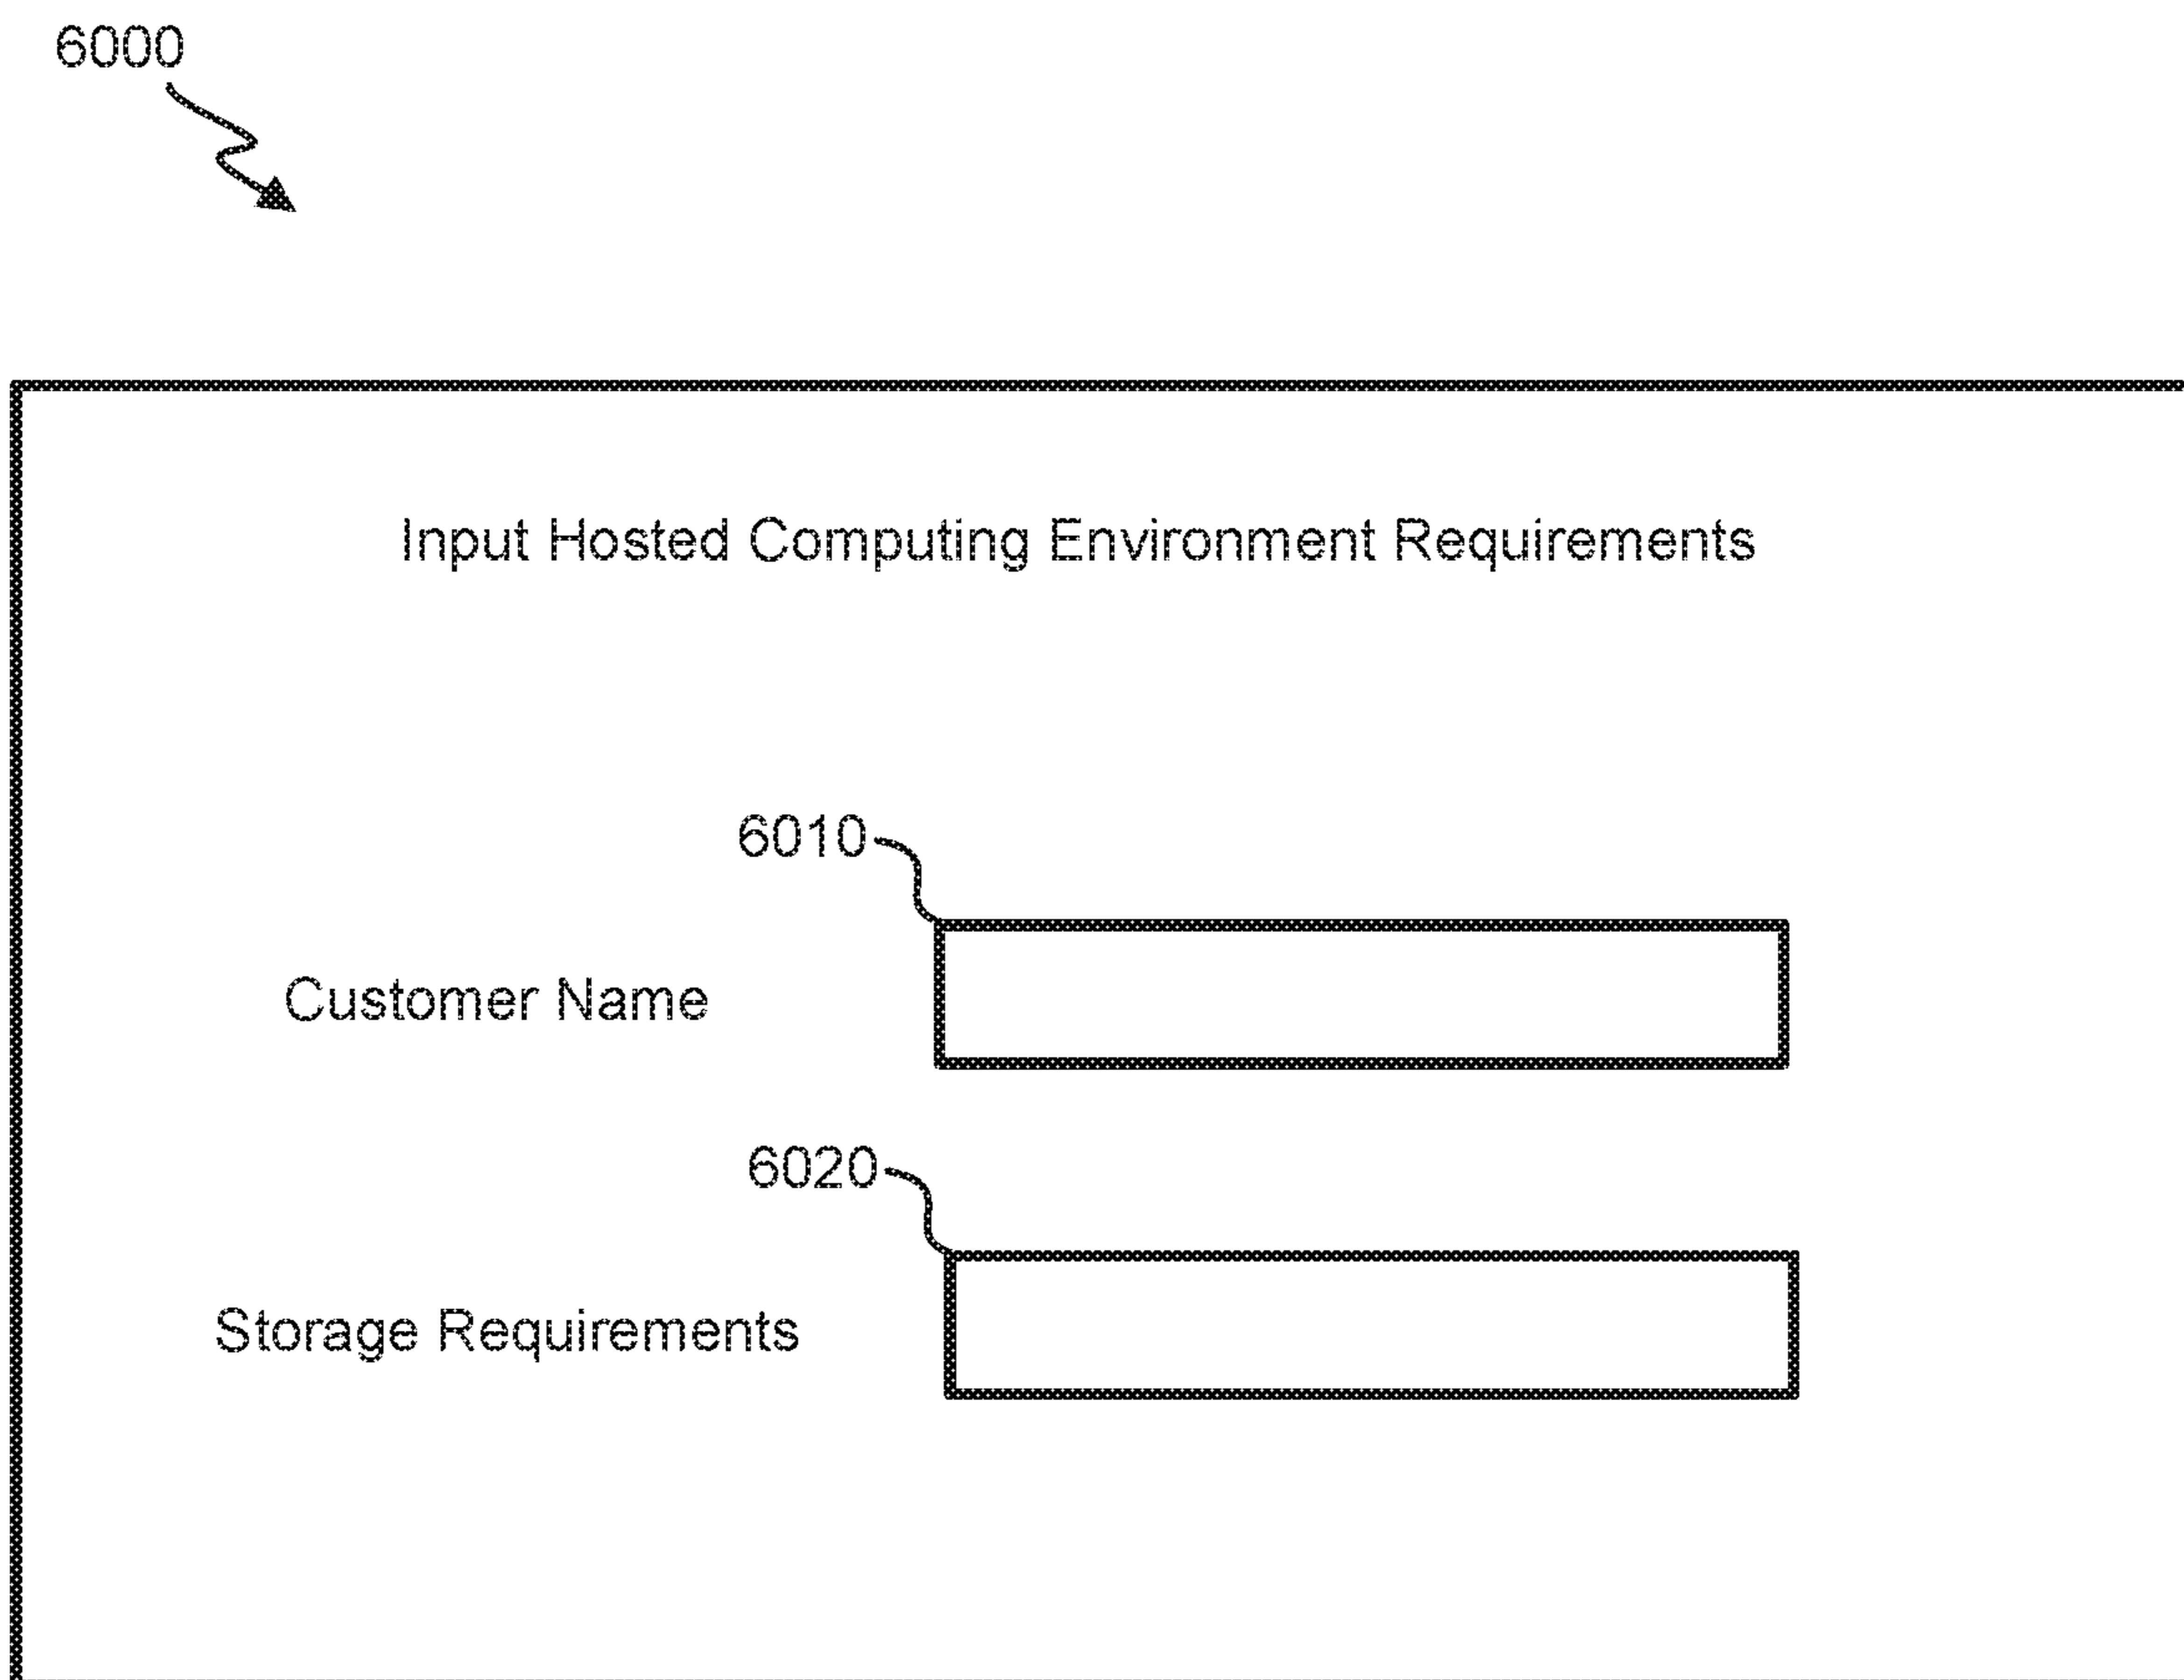 6000
Input Hosted Computing Environment Requirements
6010
Customer Name
6020
Storage Requirements